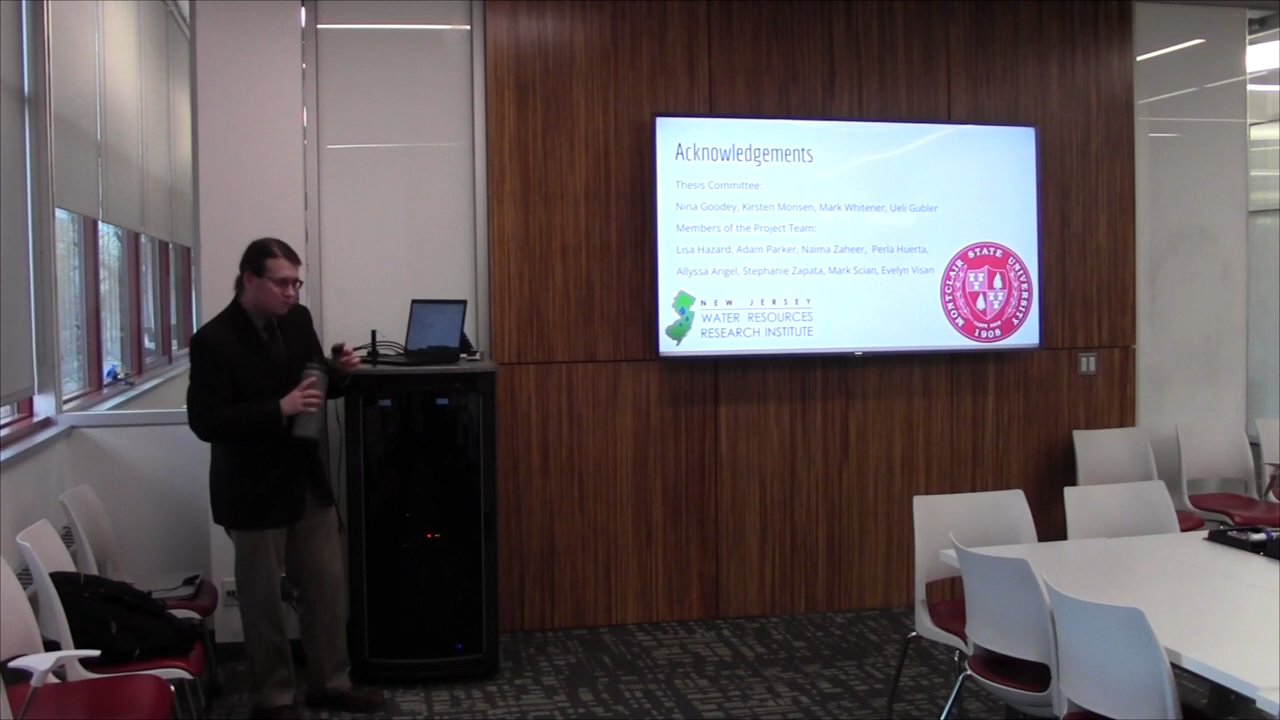 Acknowledgements
Thesis Committee:
Nina Goodey, Kirsten Monsen, Mark Whitener, Ueli Gubler
Members of the Project Team:
Lisa Hazard, Adam Parker, Naima Zaheer, Perla Huerta,
Allyssa Angel, Stephanie Zapata, Mark Scian, Evelyn Visan
NEW JERSEY
WATER RESOURCES
RESEARCH INSTITUTE
MONTCLAIR STATE UNIVERSITY
1908